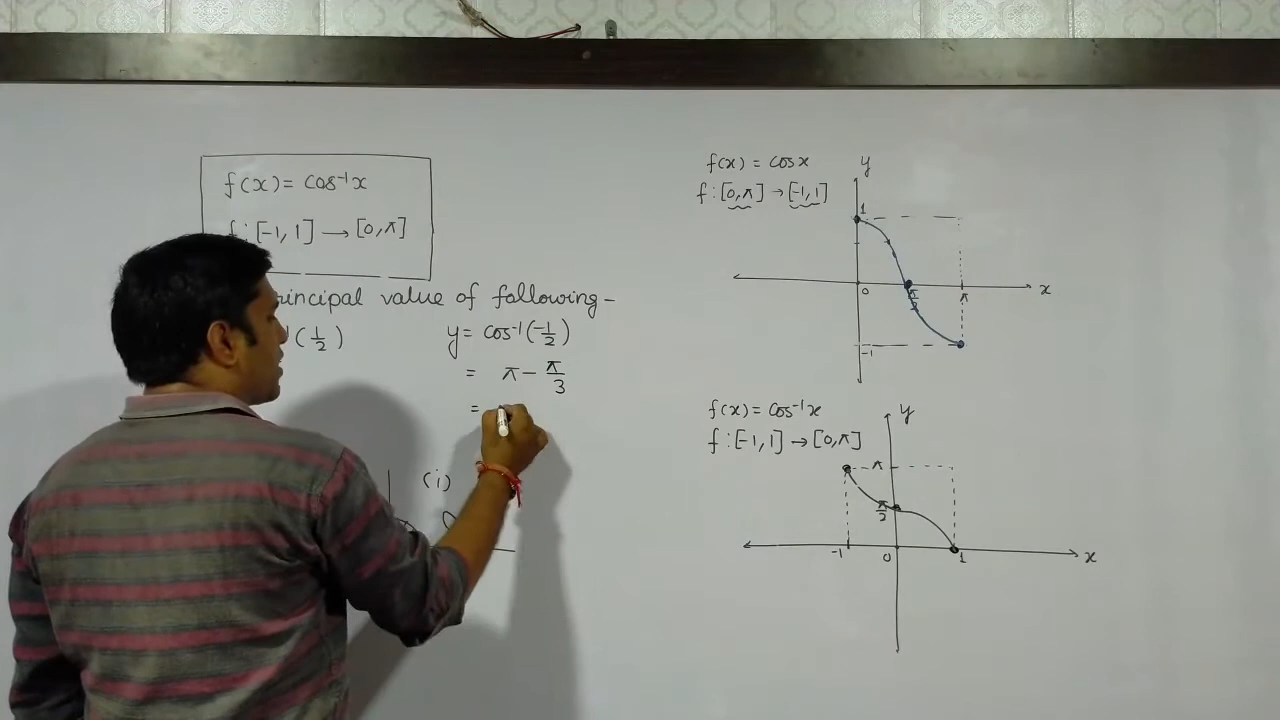 f(x) = cos⁻¹x
f : [-1, 1] → [0, π]
rincipal value of following –
(1/2)
y = cos⁻¹(-1/2)
= π - π/3
=
(i)
f(x) = cos x
f : [0, π] → [-1, 1]
y
1
0
π/2
π
x
-1
f(x) = cos⁻¹x
f : [-1, 1] → [0, π]
y
π
π/2
-1
0
1
x